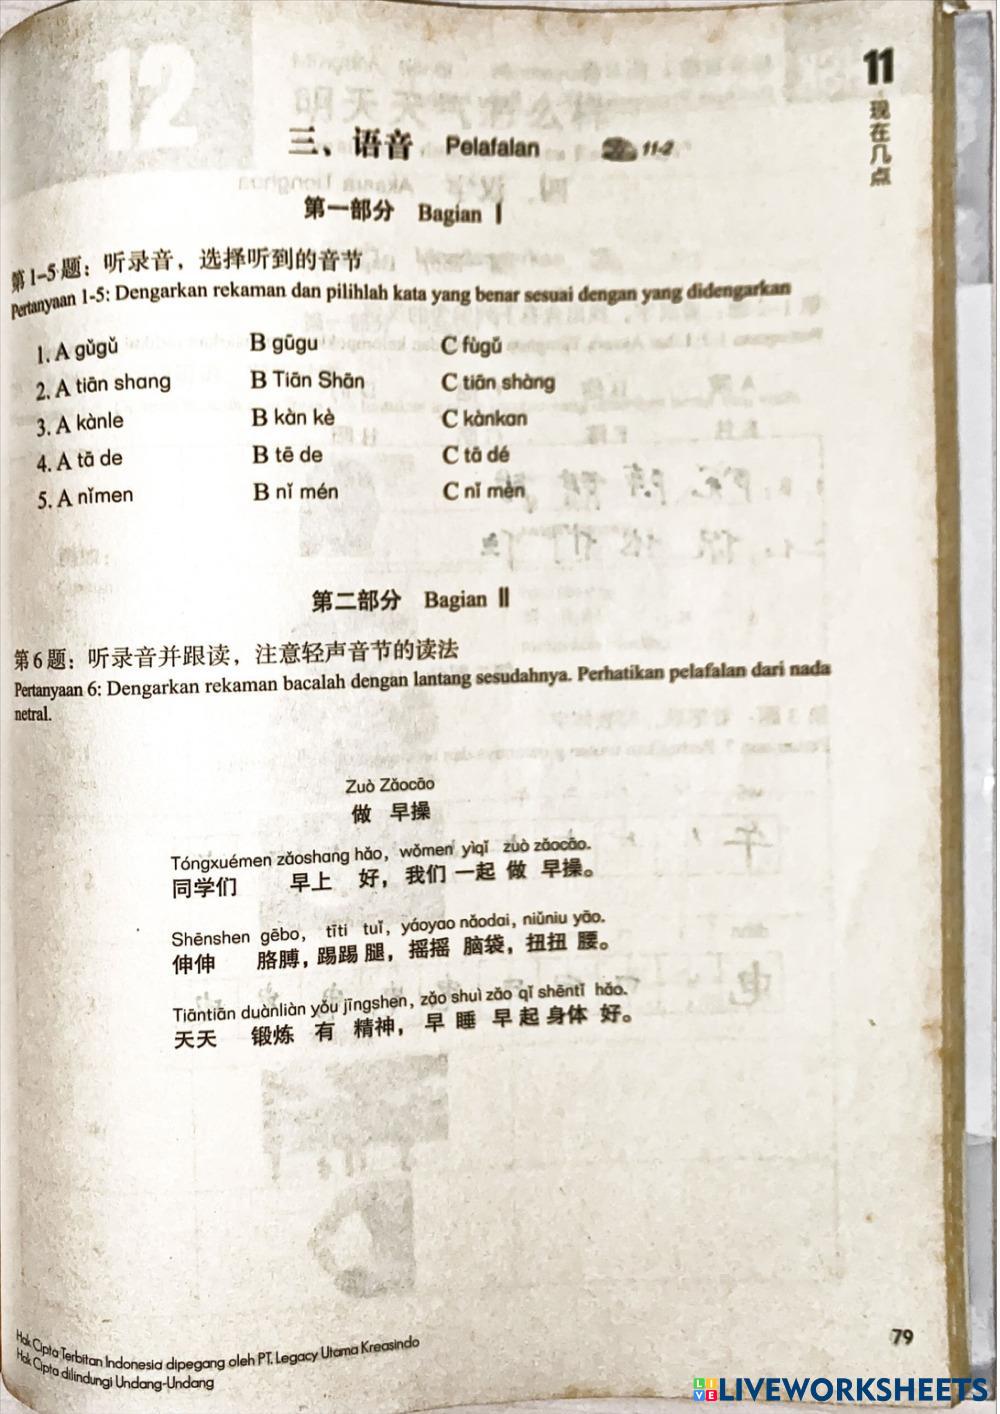 12
11
现在几点
三、语音 Pelafalan 11-2
第一部分 Bagian I
第1-5题：听录音，选择听到的音节
Pertanyaan 1-5: Dengarkan rekaman dan pilihlah kata yang benar sesuai dengan yang didengarkan
1. A gǔgǔ B gūgu C fùgǔ
2. A tiān shang B Tiān Shān C tiān shàng
3. A kànle B kàn kè C kànkan
4. A tā de B tē de C tā dé
5. A nǐmen B nǐ mén C nǐ mèn
第二部分 Bagian II
第6题：听录音并跟读，注意轻声音节的读法
Pertanyaan 6: Dengarkan rekaman bacalah dengan lantang sesudahnya. Perhatikan pelafalan dari nada
netral.
Zuò Zǎocāo
做 早操
Tóngxuémen zǎoshang hǎo, wǒmen yìqǐ zuò zǎocāo.
同学们 早上 好，我们 一起 做 早操。
Shēnshen gēbo, tīti tuǐ, yáoyao nǎodai, niǔniu yāo.
伸伸 胳膊，踢踢 腿，摇摇 脑袋，扭扭 腰。
Tiāntiān duànliàn yǒu jīngshen, zǎo shuì zǎo qǐ shēntǐ hǎo.
天天 锻炼 有 精神，早 睡 早 起 身体 好。
79
Hak Cipta Terbitan Indonesia dipegang oleh PT. Legacy Utama Kreasindo
Hak Cipta dilindungi Undang-Undang
LIVEWORKSHEETS